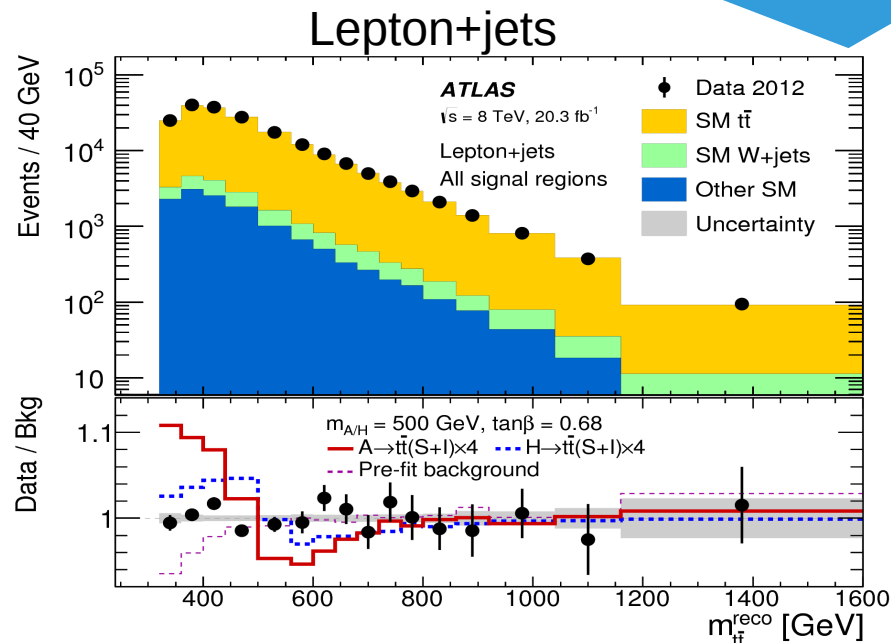 Lepton+jets
Events / 40 GeV
10⁵
10⁴
10³
10²
10
ATLAS
√s = 8 TeV, 20.3 fb⁻¹
Lepton+jets
All signal regions
Data 2012
SM tt̄
SM W+jets
Other SM
Uncertainty
Data / Bkg
1.1
1
m_A/H = 500 GeV, tanβ = 0.68
A→tt̄(S+I)×4 H→tt̄(S+I)×4
Pre-fit background
400 600 800 1000 1200 1400 1600
m_tt̄^reco [GeV]